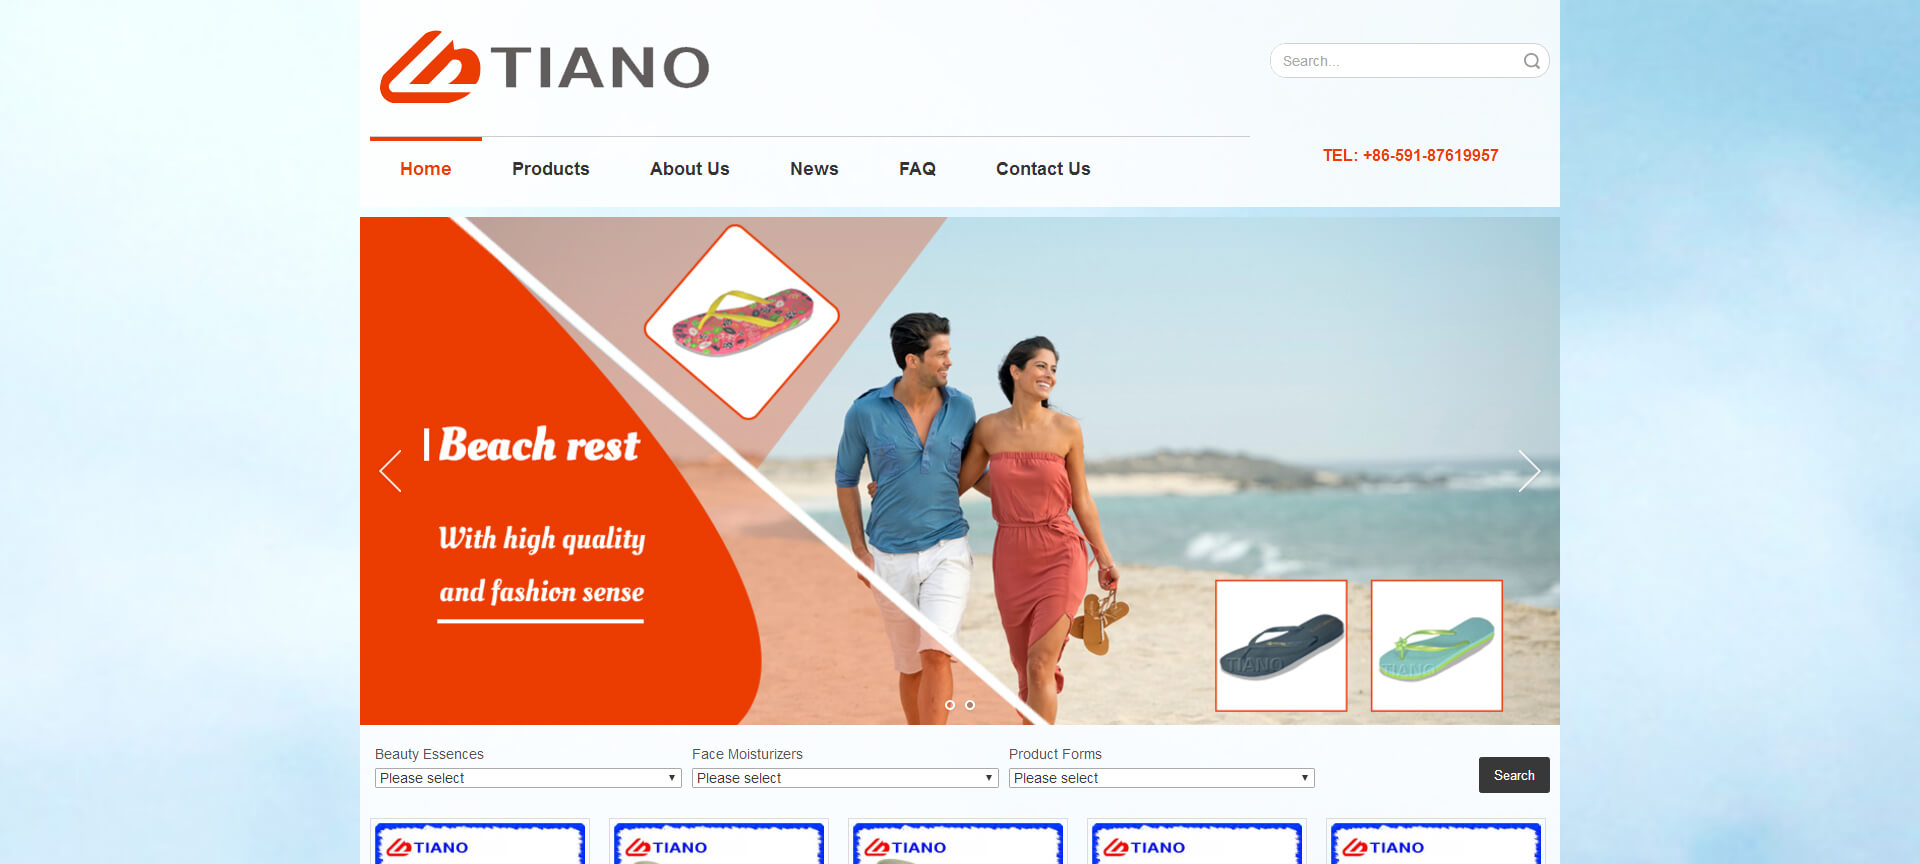 TIANO
Search...
TEL: +86-591-87619957
Home Products About Us News FAQ Contact Us
Beach rest
With high quality
and fashion sense
TIANO
TIANO
Beauty Essences Face Moisturizers Product Forms
Please select Please select Please select Search
TIANO TIANO TIANO TIANO TIANO